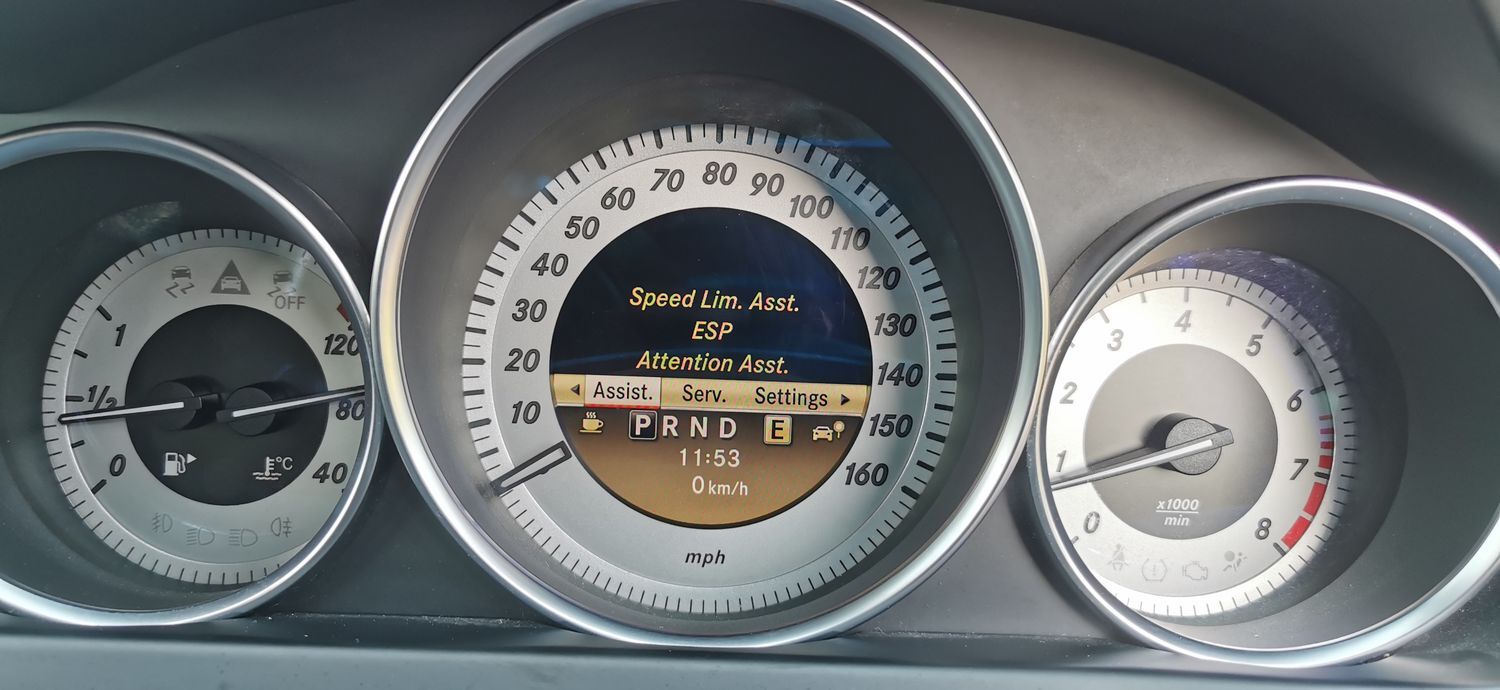 OFF
1
1/2
0
120
80
40
°C
10
20
30
40
50
60
70
80
90
100
110
120
130
140
150
160
Speed Lim. Asst.
ESP
Attention Asst.
Assist. Serv. Settings
P R N D E
11:53
0 km/h
mph
0
1
2
3
4
5
6
7
8
x1000
min